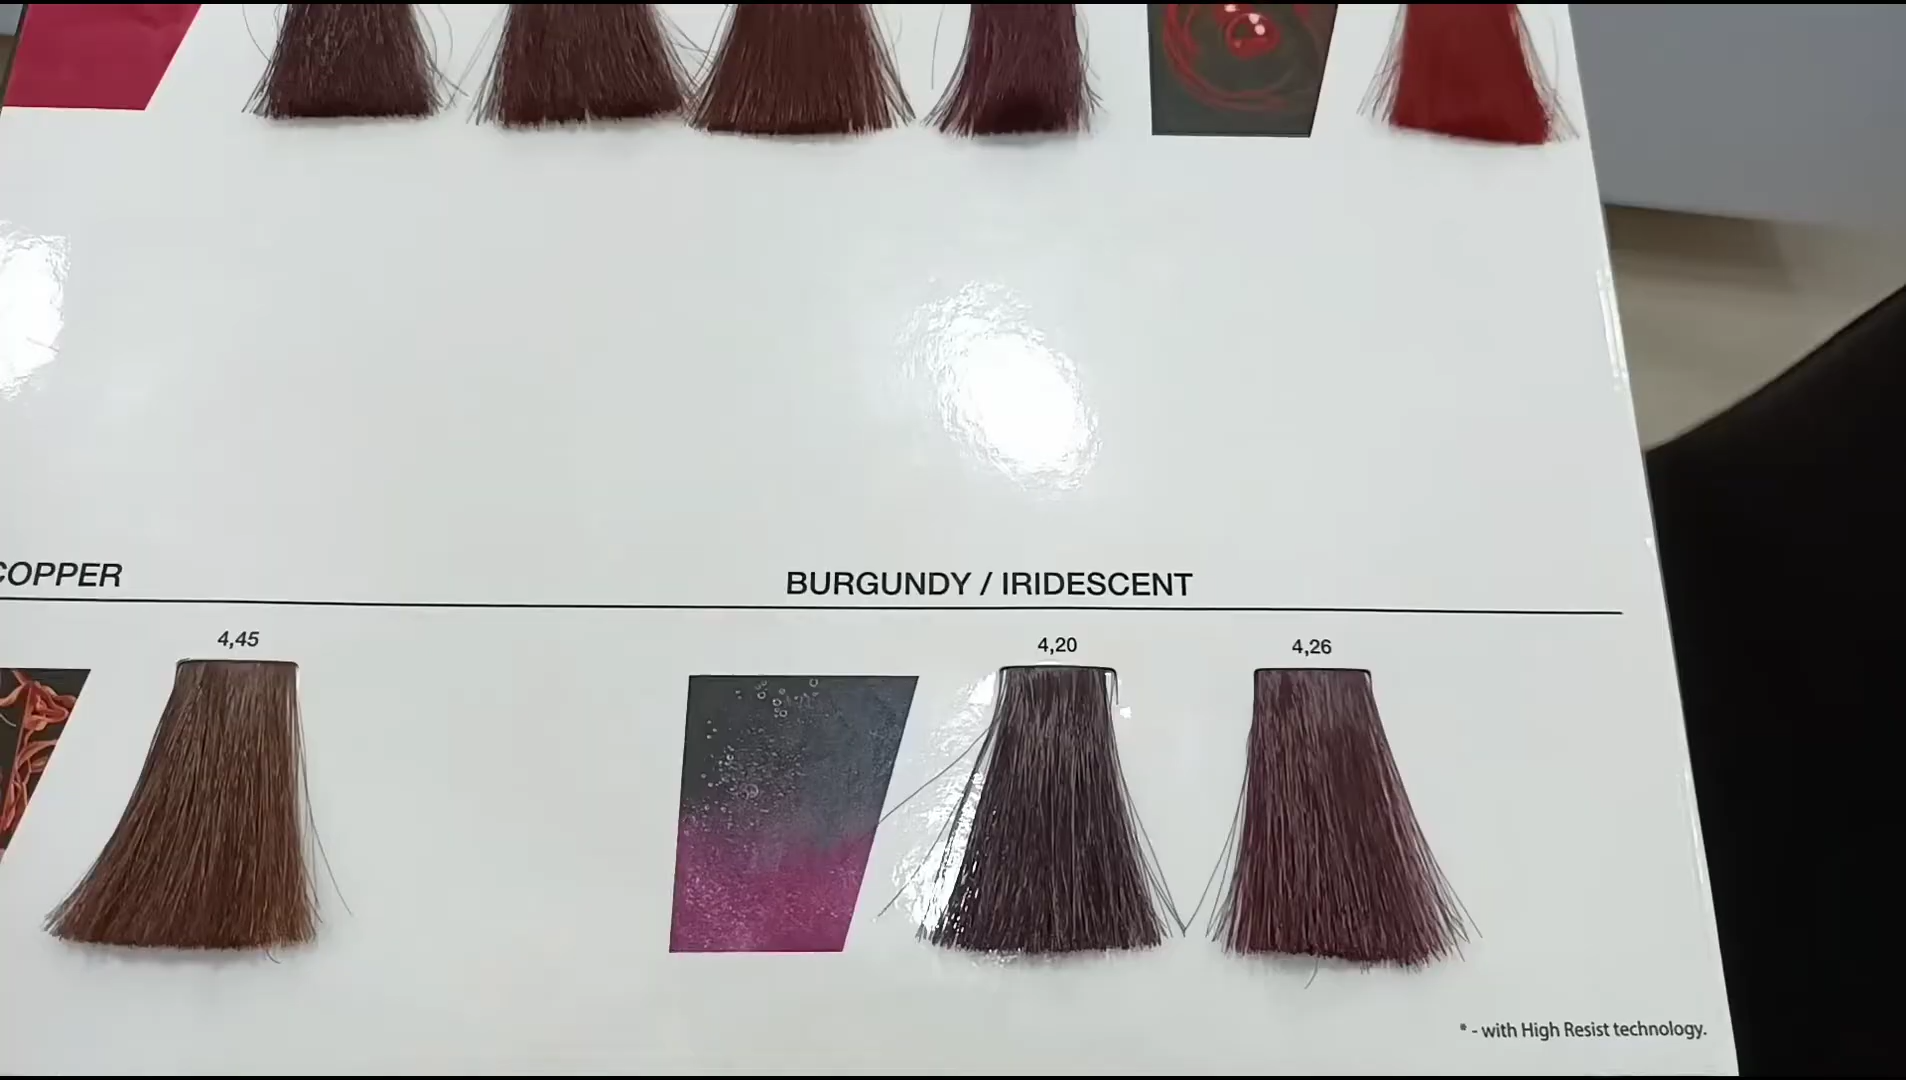 COPPER
BURGUNDY / IRIDESCENT
4,45
4,20
4,26
* - with High Resist technology.